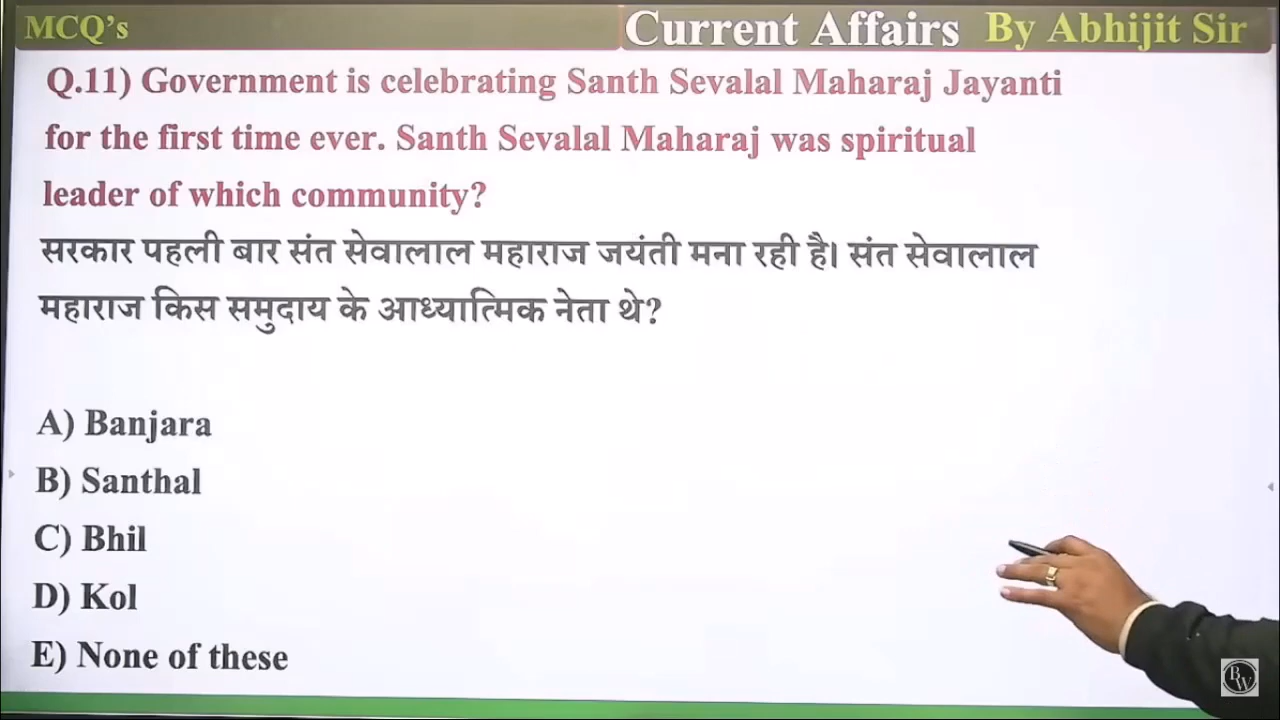 MCQ's
Current Affairs By Abhijit Sir
Q.11) Government is celebrating Santh Sevalal Maharaj Jayanti
for the first time ever. Santh Sevalal Maharaj was spiritual
leader of which community?
सरकार पहली बार संत सेवालाल महाराज जयंती मना रही है। संत सेवालाल
महाराज किस समुदाय के आध्यात्मिक नेता थे?
A) Banjara
B) Santhal
C) Bhil
D) Kol
E) None of these
BW